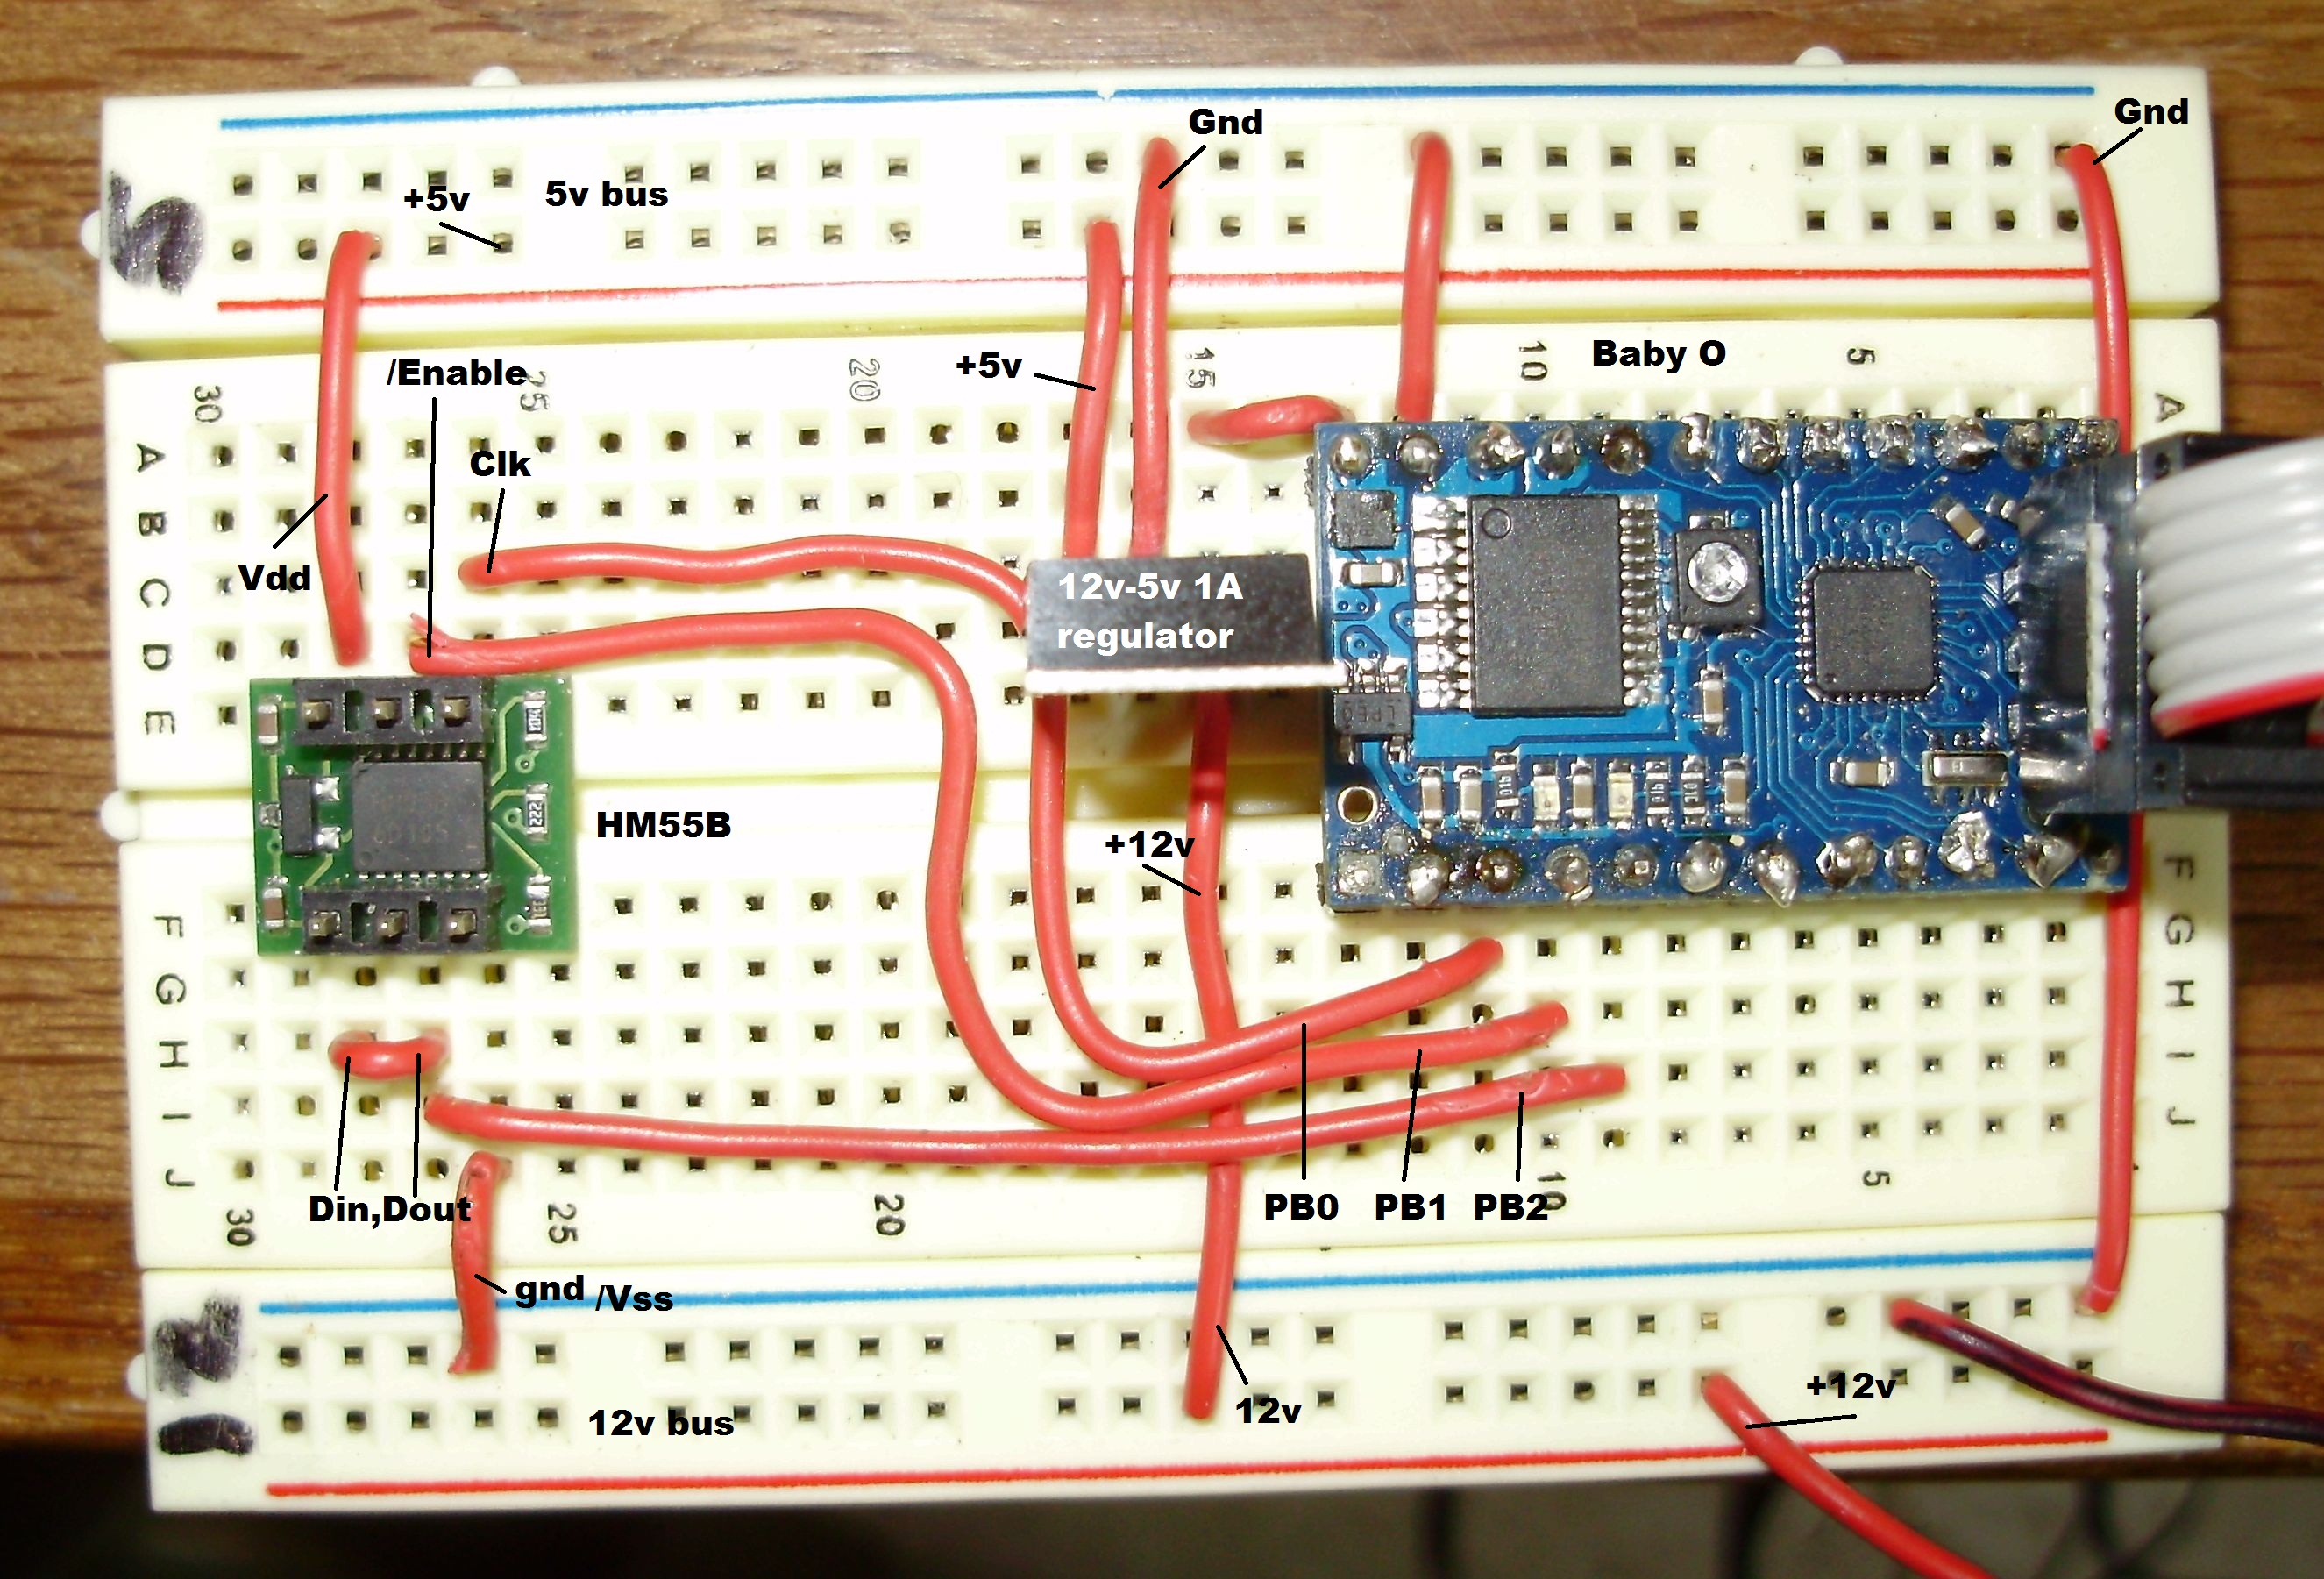 Gnd
Gnd
+5v
5v bus
5
/Enable
+5v
Baby O
30
25
20
15
10
5
Clk
A
B
C
D
E
A
Vdd
12v-5v 1A
regulator
HM55B
222
+12v
F
G
H
I
J
F
G
H
I
J
Din,Dout
PB0
PB1
PB2
30
25
20
10
5
gnd
/Vss
+12v
12v bus
12v